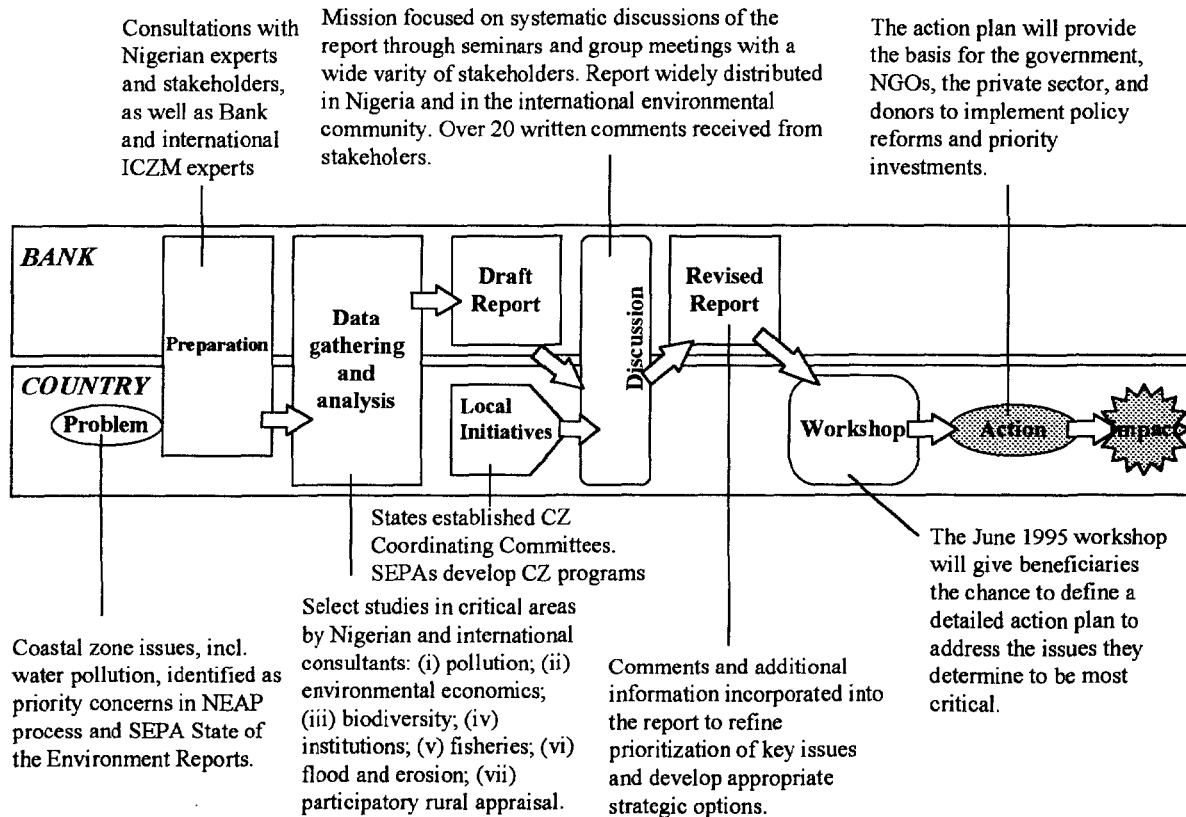 Consultations with
Nigerian experts
and stakeholders,
as well as Bank
and international
ICZM experts
Mission focused on systematic discussions of the
report through seminars and group meetings with a
wide varity of stakeholders. Report widely distributed
in Nigeria and in the international environmental
community. Over 20 written comments received from
stakeholers.
The action plan will provide
the basis for the government,
NGOs, the private sector, and
donors to implement policy
reforms and priority
investments.
BANK
Preparation
Data
gathering
and
analysis
Draft
Report
Discussion
Revised
Report
COUNTRY
Problem
Local
Initiatives
Workshop
Action
Impact
States established CZ
Coordinating Committees.
SEPAs develop CZ programs
Coastal zone issues, incl.
water pollution, identified as
priority concerns in NEAP
process and SEPA State of
the Environment Reports.
Select studies in critical areas
by Nigerian and international
consultants: (i) pollution; (ii)
environmental economics;
(iii) biodiversity; (iv)
institutions; (v) fisheries; (vi)
flood and erosion; (vii)
participatory rural appraisal.
Comments and additional
information incorporated into
the report to refine
prioritization of key issues
and develop appropriate
strategic options.
The June 1995 workshop
will give beneficiaries
the chance to define a
detailed action plan to
address the issues they
determine to be most
critical.